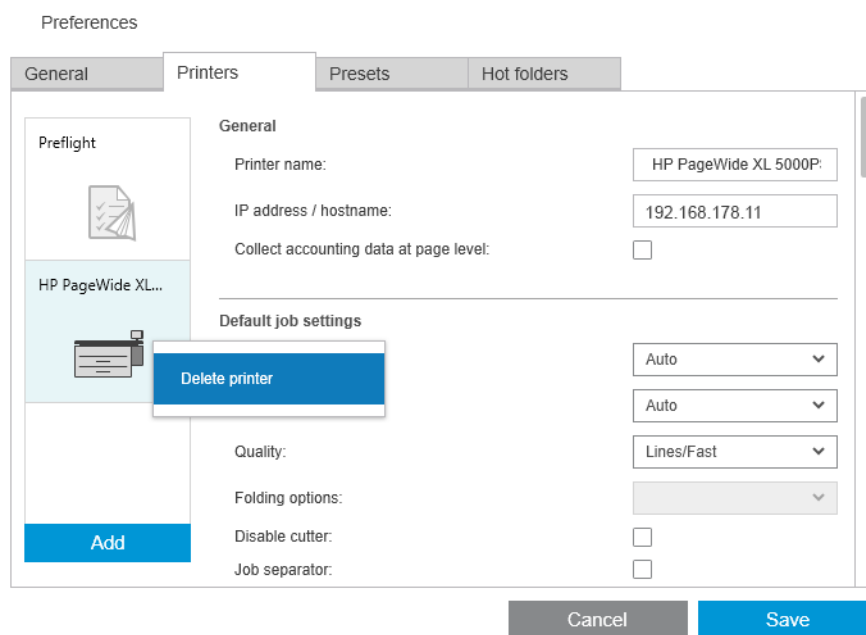 Preferences
General
Printers
Presets
Hot folders
Preflight
HP PageWide XL...
Add
General
Printer name:
HP PageWide XL 5000P
IP address / hostname:
192.168.178.11
Collect accounting data at page level:
Default job settings
Auto
Delete printer
Auto
Quality:
Lines/Fast
Folding options:
Disable cutter:
Job separator:
Cancel
Save